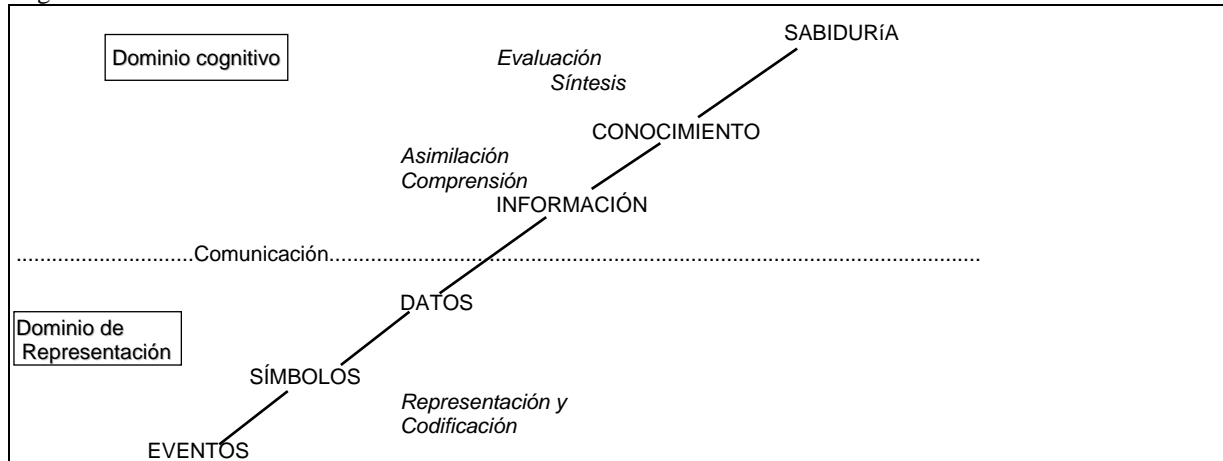 SABIDURíA
Dominio cognitivo
Evaluación
Síntesis
CONOCIMIENTO
Asimilación
Comprensión
INFORMACIÓN
..............................Comunicación..............................................................................................................
DATOS
Dominio de
Representación
SÍMBOLOS
Representación y
Codificación
EVENTOS